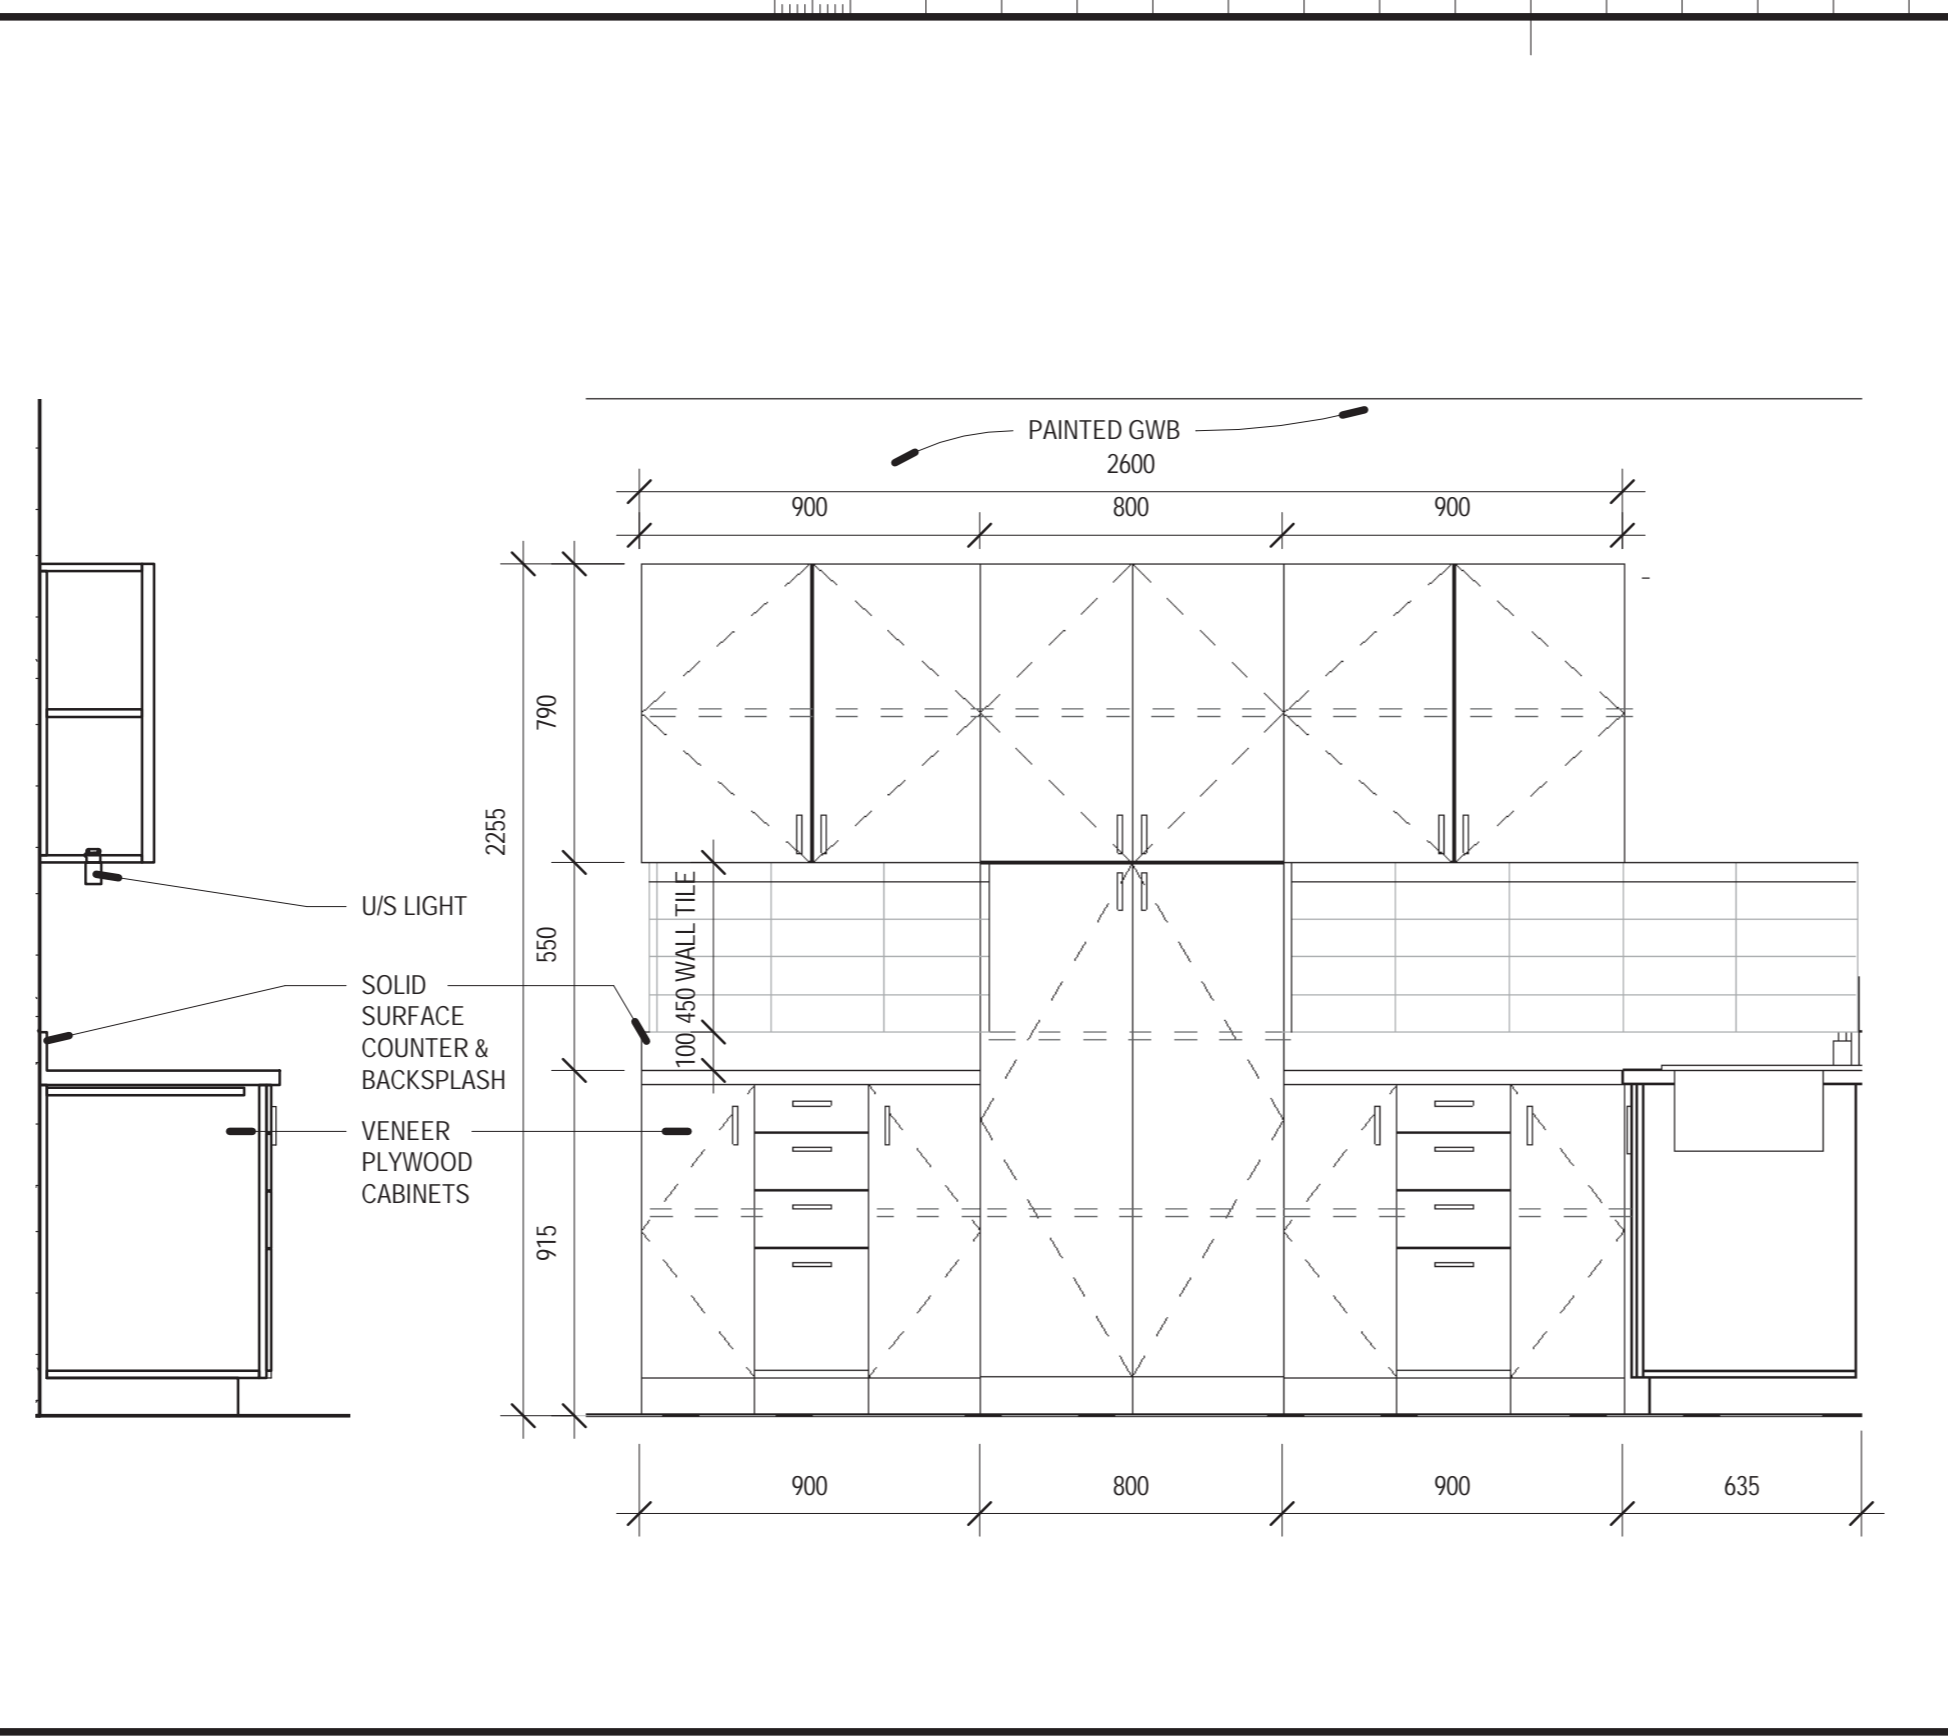 PAINTED GWB
2600
900
800
900
790
2255
550
915
450 WALL TILE
100
U/S LIGHT
SOLID
SURFACE
COUNTER &
BACKSPLASH
VENEER
PLYWOOD
CABINETS
900
800
900
635